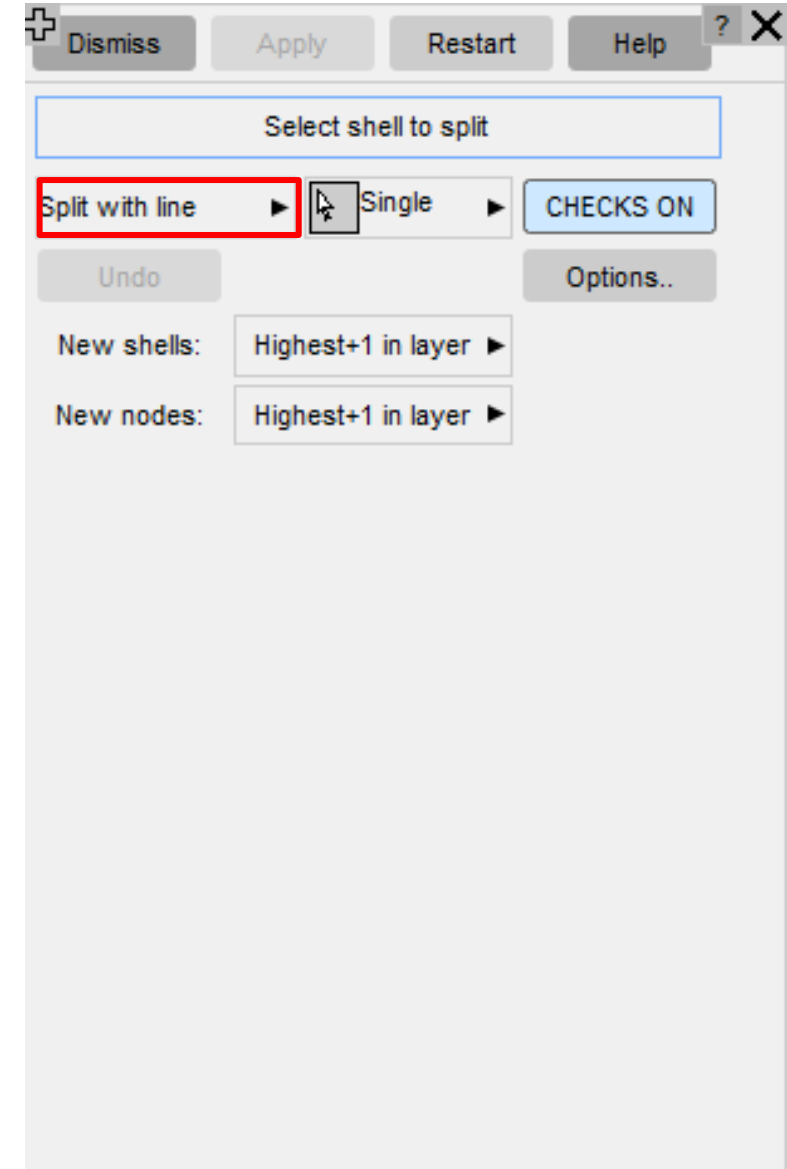 Dismiss Apply Restart Help ?
Select shell to split
Split with line Single CHECKS ON
Undo Options..
New shells: Highest+1 in layer
New nodes: Highest+1 in layer